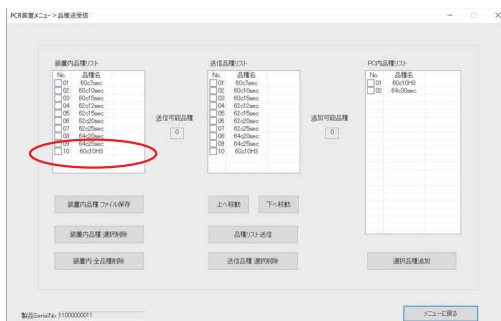 PCR装置メニュー->品種送受信
装置内品種リスト
No. 品種名
01 60c7sec
02 60c10sec
03 60c15sec
04 62c12sec
05 62c15sec
06 62c20sec
07 62c25sec
08 64c20sec
09 64c25sec
10 60c10H3
装置内品種 ファイル保存
装置内品種 選択削除
装置内 全品種削除
送信可能品種
0
送信品種リスト
No. 品種名
01 60c7sec
02 60c10sec
03 60c15sec
04 62c12sec
05 62c15sec
06 62c20sec
07 62c25sec
08 64c20sec
09 64c25sec
10 60c10H3
上へ移動
下へ移動
品種リスト送信
送信品種 選択削除
追加可能品種
0
PC内品種リスト
No. 品種名
01 60c10H3
02 64c30sec
選択品種追加
製品SerialNo. 11000000011
メニューに戻る